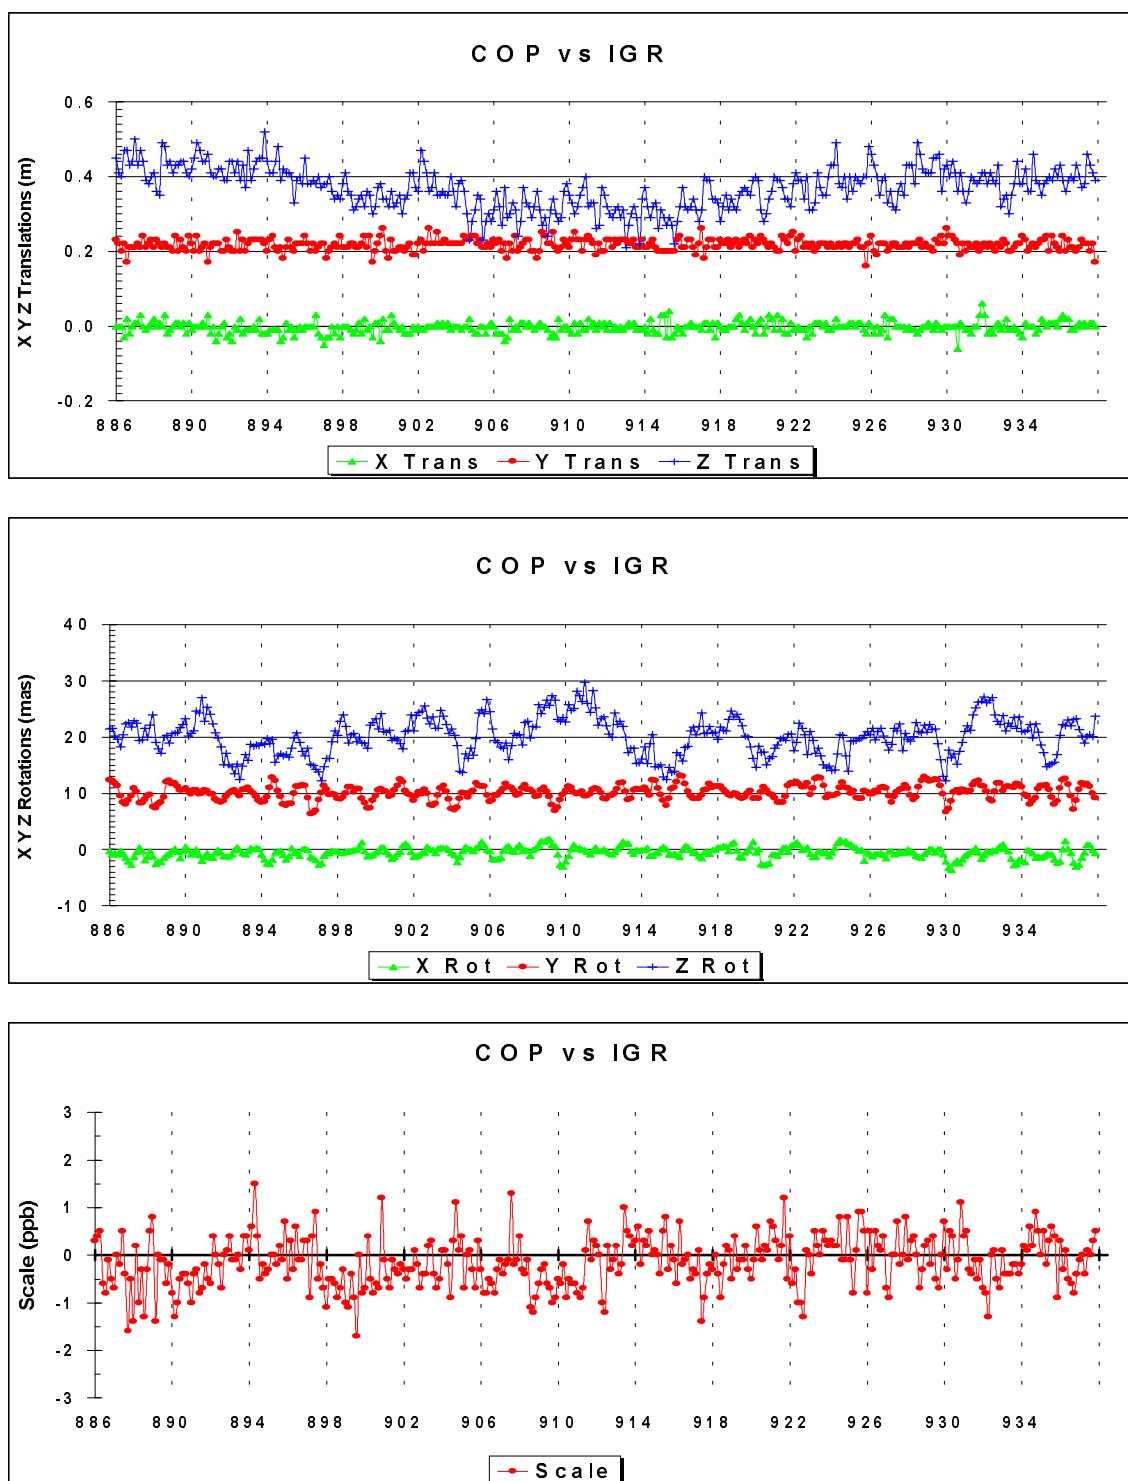 COP vs IGR
0.6
0.4
0.2
0.0
-0.2
X Y Z Translations (m)
886 890 894 898 902 906 910 914 918 922 926 930 934
X Trans Y Trans Z Trans
COP vs IGR
40
30
20
10
0
-10
X Y Z Rotations (mas)
886 890 894 898 902 906 910 914 918 922 926 930 934
X Rot Y Rot Z Rot
COP vs IGR
3
2
1
0
-1
-2
-3
Scale (ppb)
886 890 894 898 902 906 910 914 918 922 926 930 934
Scale